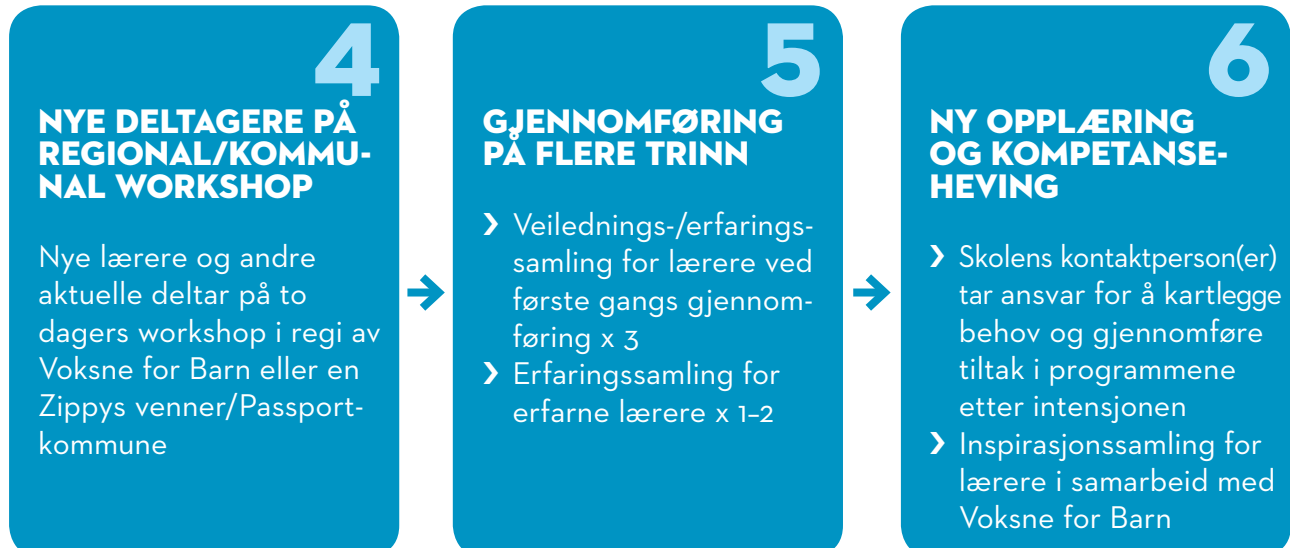 4
NYE DELTAGERE PÅ
REGIONAL/KOMMU-
NAL WORKSHOP
Nye lærere og andre
aktuelle deltar på to
dagers workshop i regi av
Voksne for Barn eller en
Zippys venner/Passport-
kommune
5
GJENNOMFØRING
PÅ FLERE TRINN
› Veilednings-/erfarings-
samling for lærere ved
første gangs gjennom-
føring x 3
› Erfaringssamling for
erfarne lærere x 1–2
6
NY OPPLÆRING
OG KOMPETANSE-
HEVING
› Skolens kontaktperson(er)
tar ansvar for å kartlegge
behov og gjennomføre
tiltak i programmene
etter intensjonen
› Inspirasjonssamling for
lærere i samarbeid med
Voksne for Barn